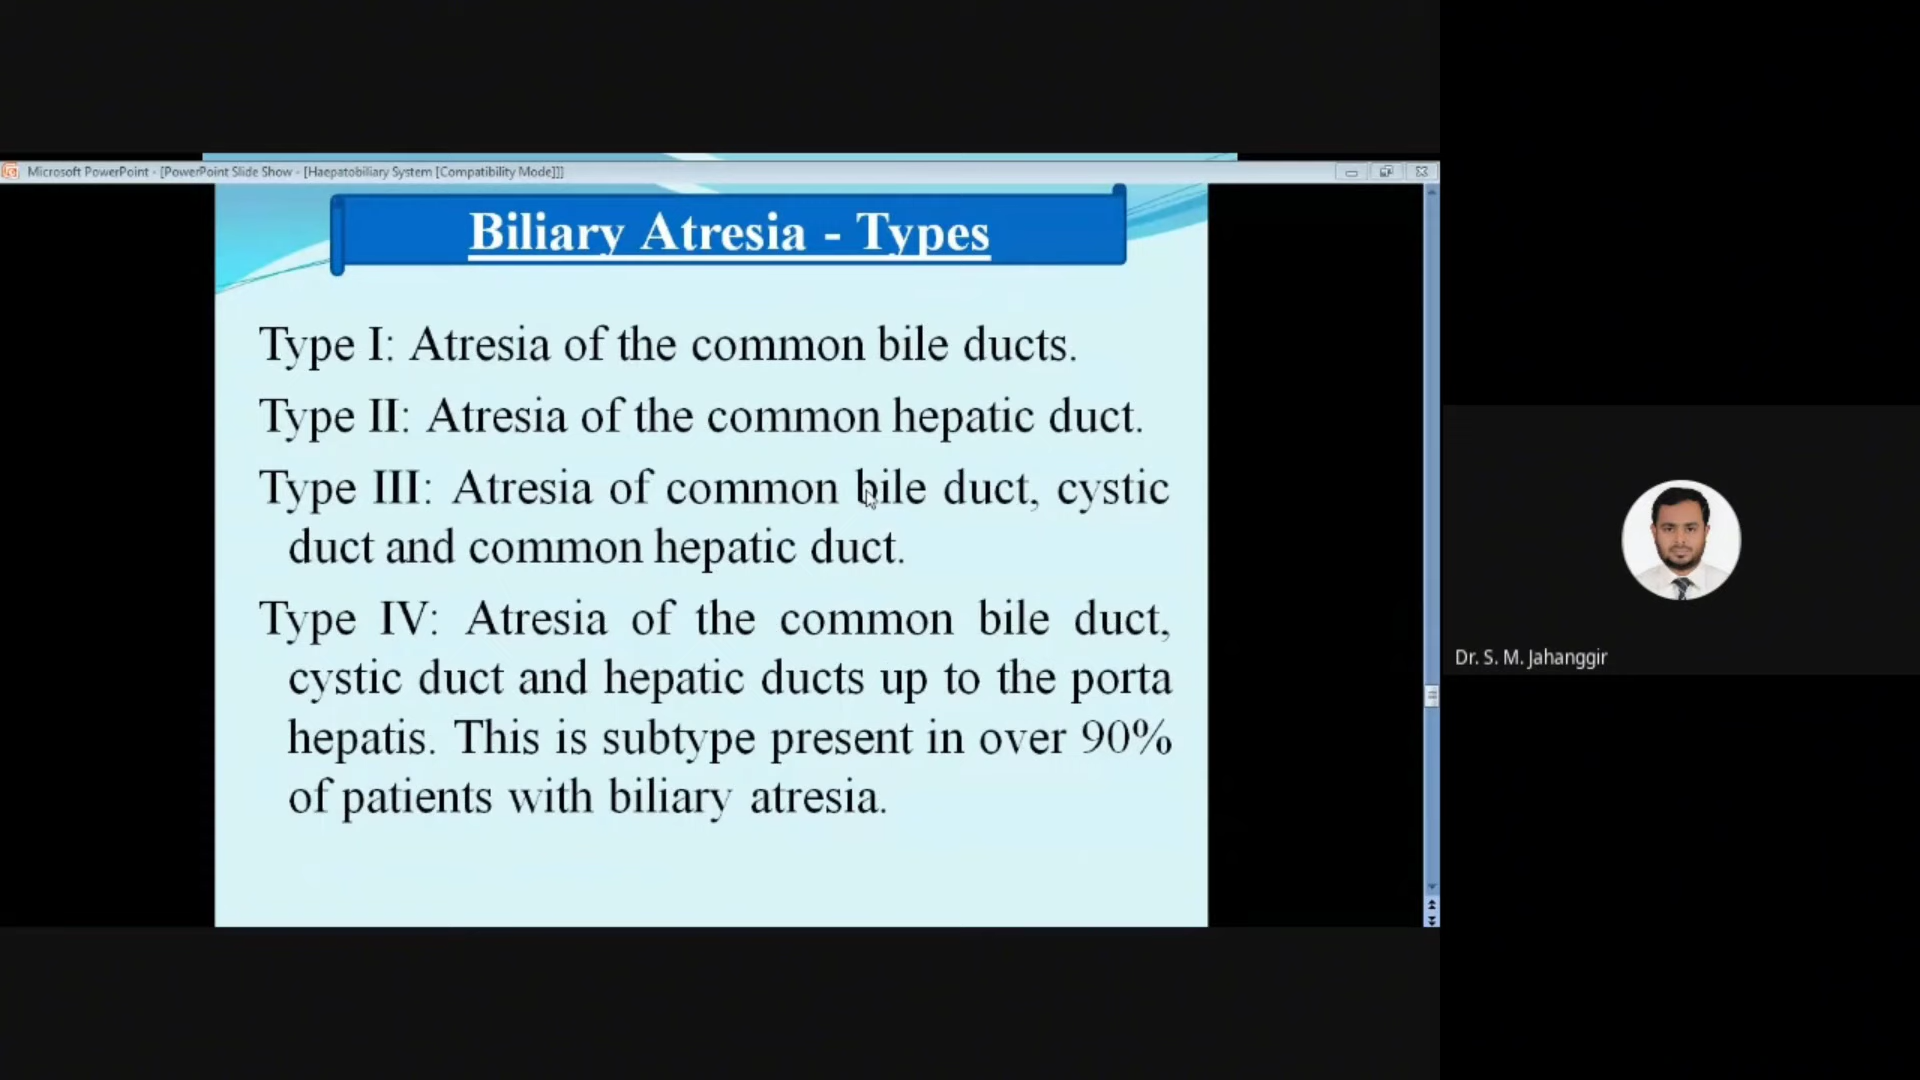 Microsoft PowerPoint - [PowerPoint Slide Show - [Haepatobiliary System [Compatibility Mode]]]
Biliary Atresia - Types
Type I: Atresia of the common bile ducts.
Type II: Atresia of the common hepatic duct.
Type III: Atresia of common bile duct, cystic
duct and common hepatic duct.
Type IV: Atresia of the common bile duct,
cystic duct and hepatic ducts up to the porta
hepatis. This is subtype present in over 90%
of patients with biliary atresia.
Dr. S. M. Jahanggir